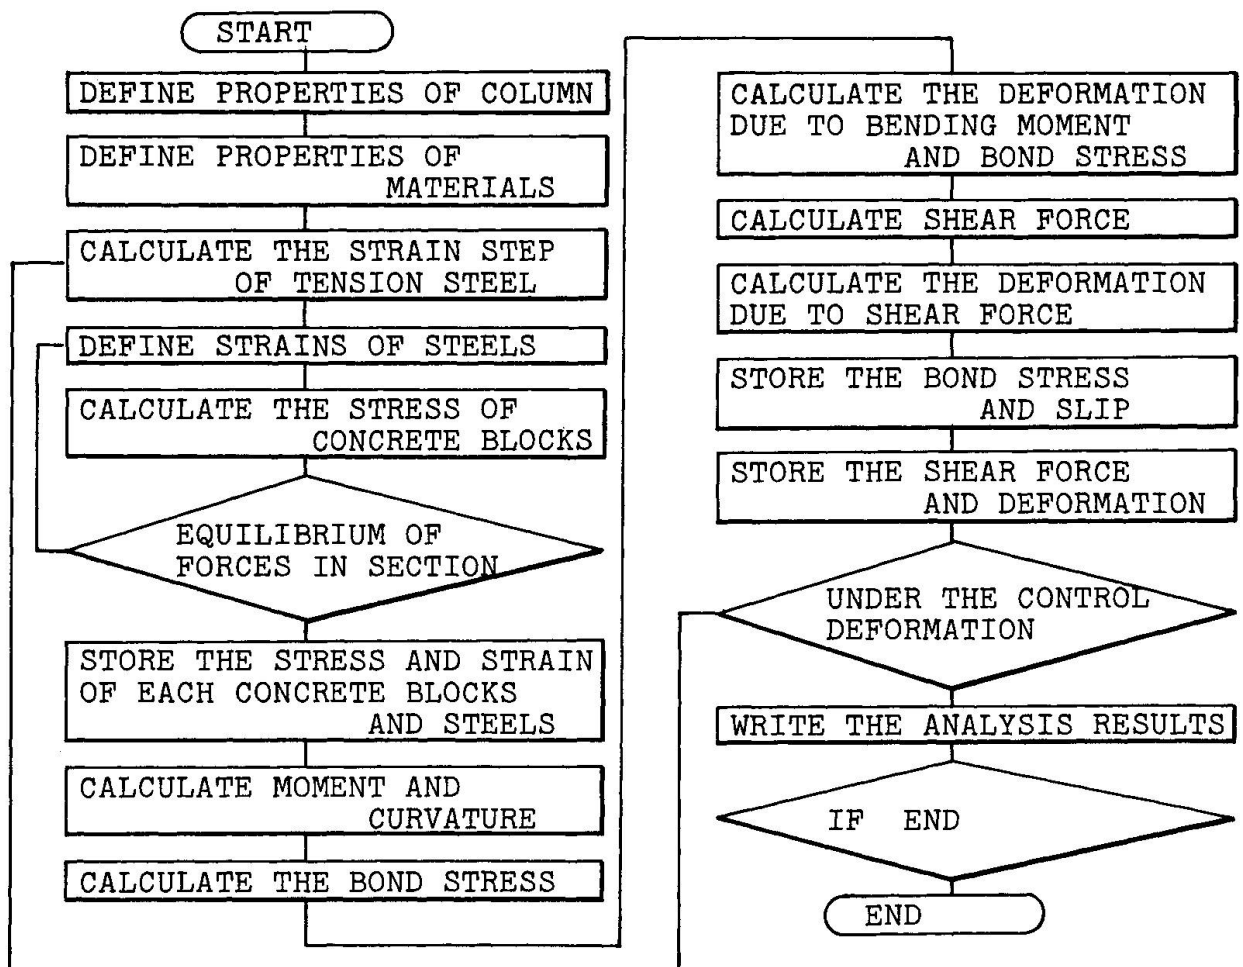 START
DEFINE PROPERTIES OF COLUMN
DEFINE PROPERTIES OF
MATERIALS
CALCULATE THE STRAIN STEP
OF TENSION STEEL
DEFINE STRAINS OF STEELS
CALCULATE THE STRESS OF
CONCRETE BLOCKS
EQUILIBRIUM OF
FORCES IN SECTION
STORE THE STRESS AND STRAIN
OF EACH CONCRETE BLOCKS
AND STEELS
CALCULATE MOMENT AND
CURVATURE
CALCULATE THE BOND STRESS
CALCULATE THE DEFORMATION
DUE TO BENDING MOMENT
AND BOND STRESS
CALCULATE SHEAR FORCE
CALCULATE THE DEFORMATION
DUE TO SHEAR FORCE
STORE THE BOND STRESS
AND SLIP
STORE THE SHEAR FORCE
AND DEFORMATION
UNDER THE CONTROL
DEFORMATION
WRITE THE ANALYSIS RESULTS
IF END
END